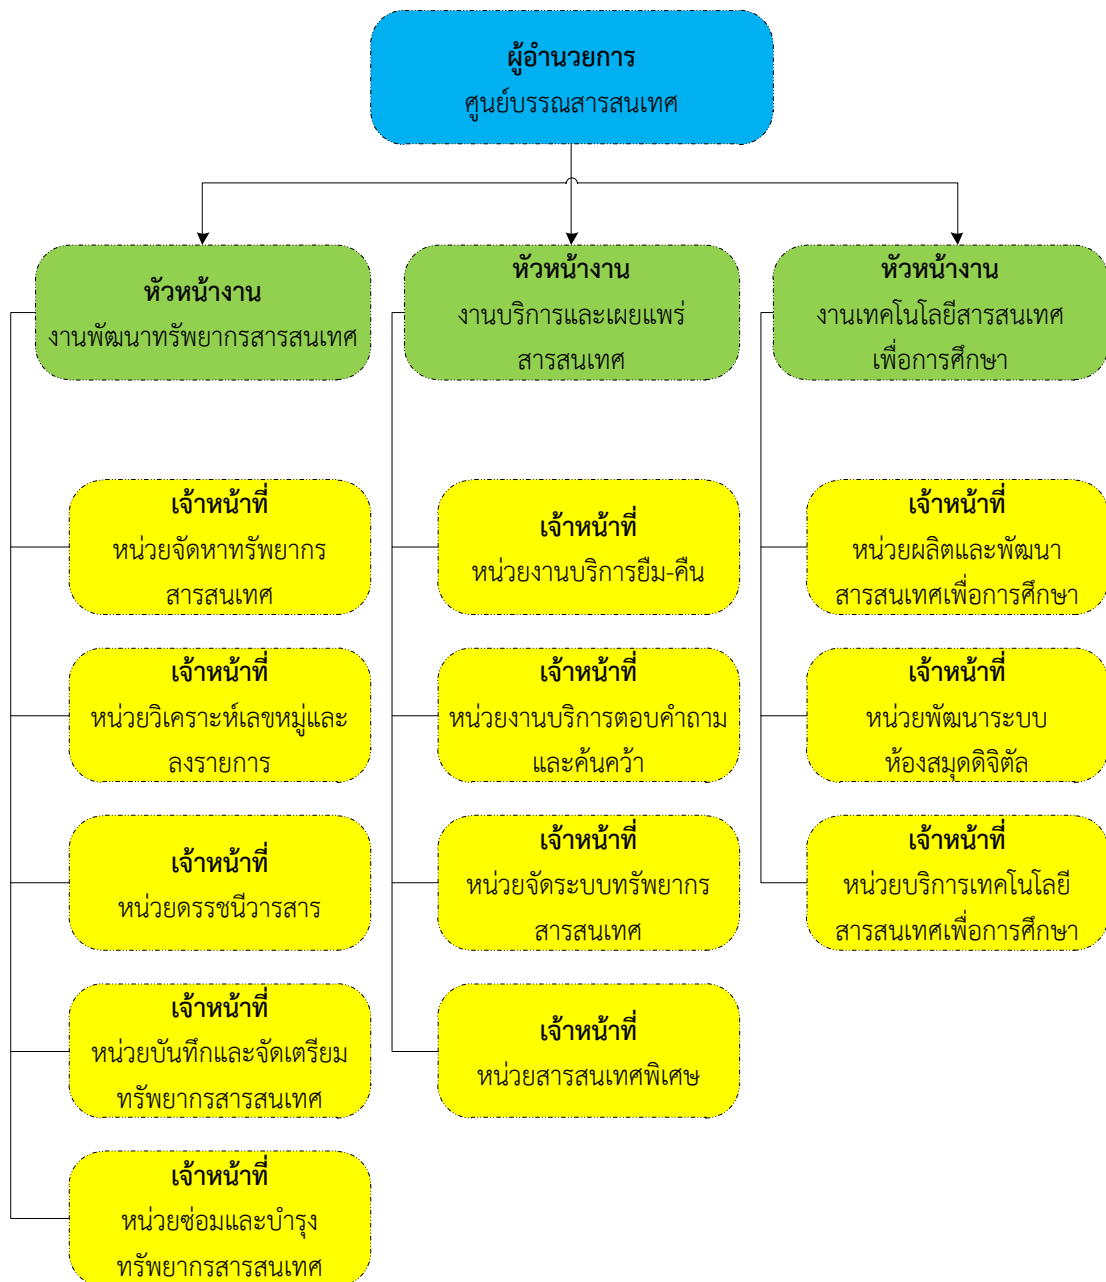 ผู้อำนวยการ
ศูนย์บรรณสารสนเทศ
หัวหน้างาน
งานพัฒนาทรัพยากรสารสนเทศ
หัวหน้างาน
งานบริการและเผยแพร่
สารสนเทศ
หัวหน้างาน
งานเทคโนโลยีสารสนเทศ
เพื่อการศึกษา
เจ้าหน้าที่
หน่วยจัดหาทรัพยากร
สารสนเทศ
เจ้าหน้าที่
หน่วยวิเคราะห์เลขหมู่และ
ลงรายการ
เจ้าหน้าที่
หน่วยดรรชนีวารสาร
เจ้าหน้าที่
หน่วยบันทึกและจัดเตรียม
ทรัพยากรสารสนเทศ
เจ้าหน้าที่
หน่วยซ่อมและบำรุง
ทรัพยากรสารสนเทศ
เจ้าหน้าที่
หน่วยงานบริการยืม-คืน
เจ้าหน้าที่
หน่วยงานบริการตอบคำถาม
และค้นคว้า
เจ้าหน้าที่
หน่วยจัดระบบทรัพยากร
สารสนเทศ
เจ้าหน้าที่
หน่วยสารสนเทศพิเศษ
เจ้าหน้าที่
หน่วยผลิตและพัฒนา
สารสนเทศเพื่อการศึกษา
เจ้าหน้าที่
หน่วยพัฒนาระบบ
ห้องสมุดดิจิตัล
เจ้าหน้าที่
หน่วยบริการเทคโนโลยี
สารสนเทศเพื่อการศึกษา